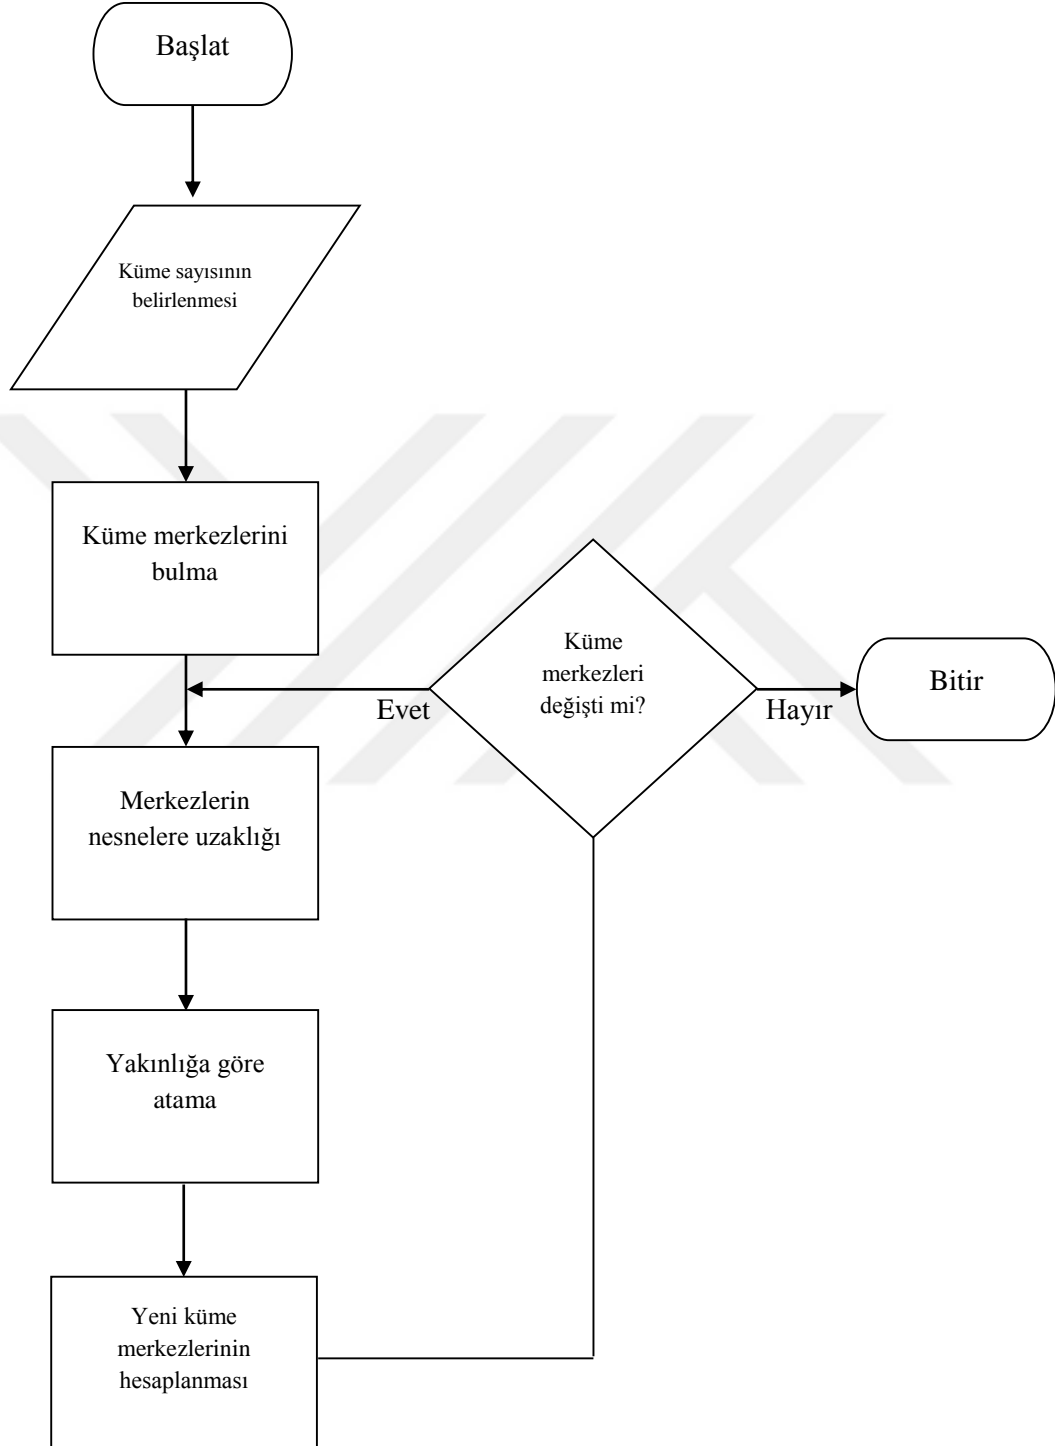 Başlat
Küme sayısının
belirlenmesi
Küme merkezlerini
bulma
Küme
merkezleri
değişti mi?
Evet
Hayır
Bitir
Merkezlerin
nesnelere uzaklığı
Yakınlığa göre
atama
Yeni küme
merkezlerinin
hesaplanması